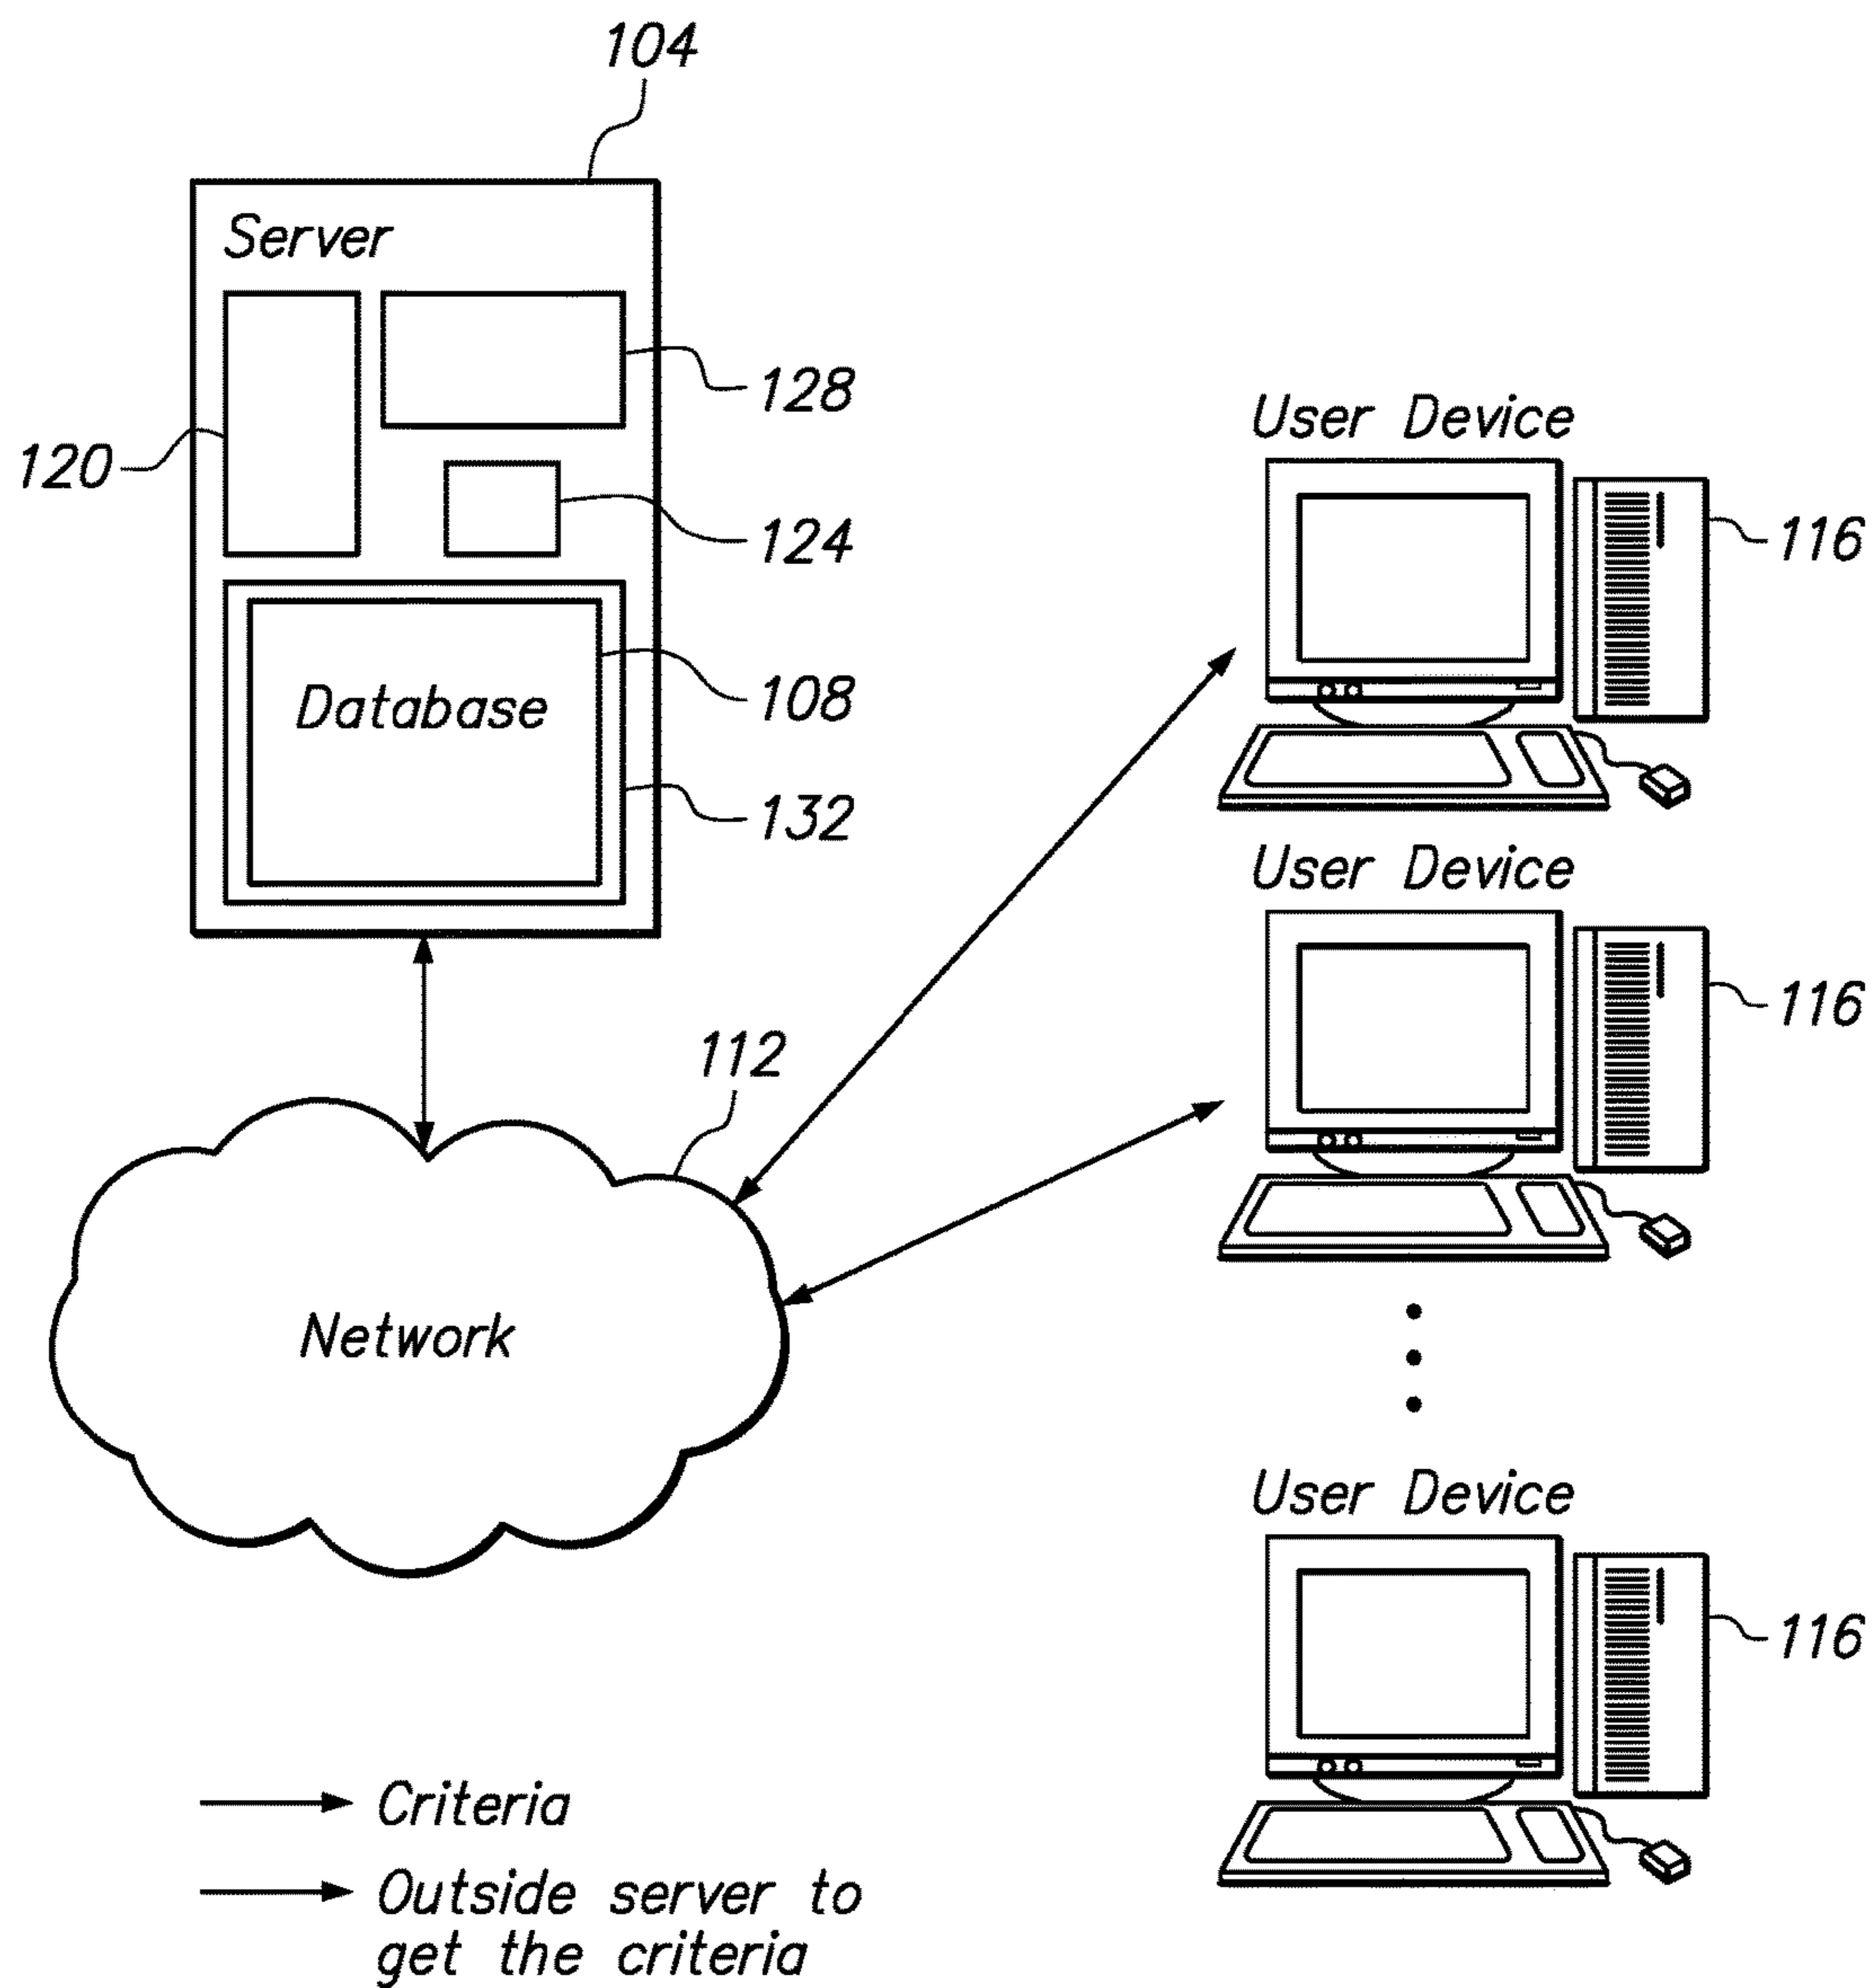 104
Server
128
120
124
Database
108
132
112
Network
User Device
116
User Device
116
User Device
116
Criteria
Outside server to
get the criteria